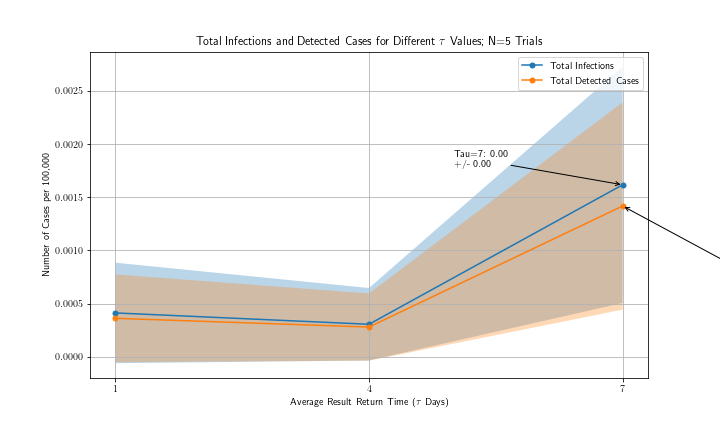 Total Infections and Detected Cases for Different τ Values; N=5 Trials
Total Infections
Total Detected Cases
Tau=7: 0.00
+/- 0.00
Number of Cases per 100,000
0.0025
0.0020
0.0015
0.0010
0.0005
0.0000
1
4
7
Average Result Return Time (τ Days)